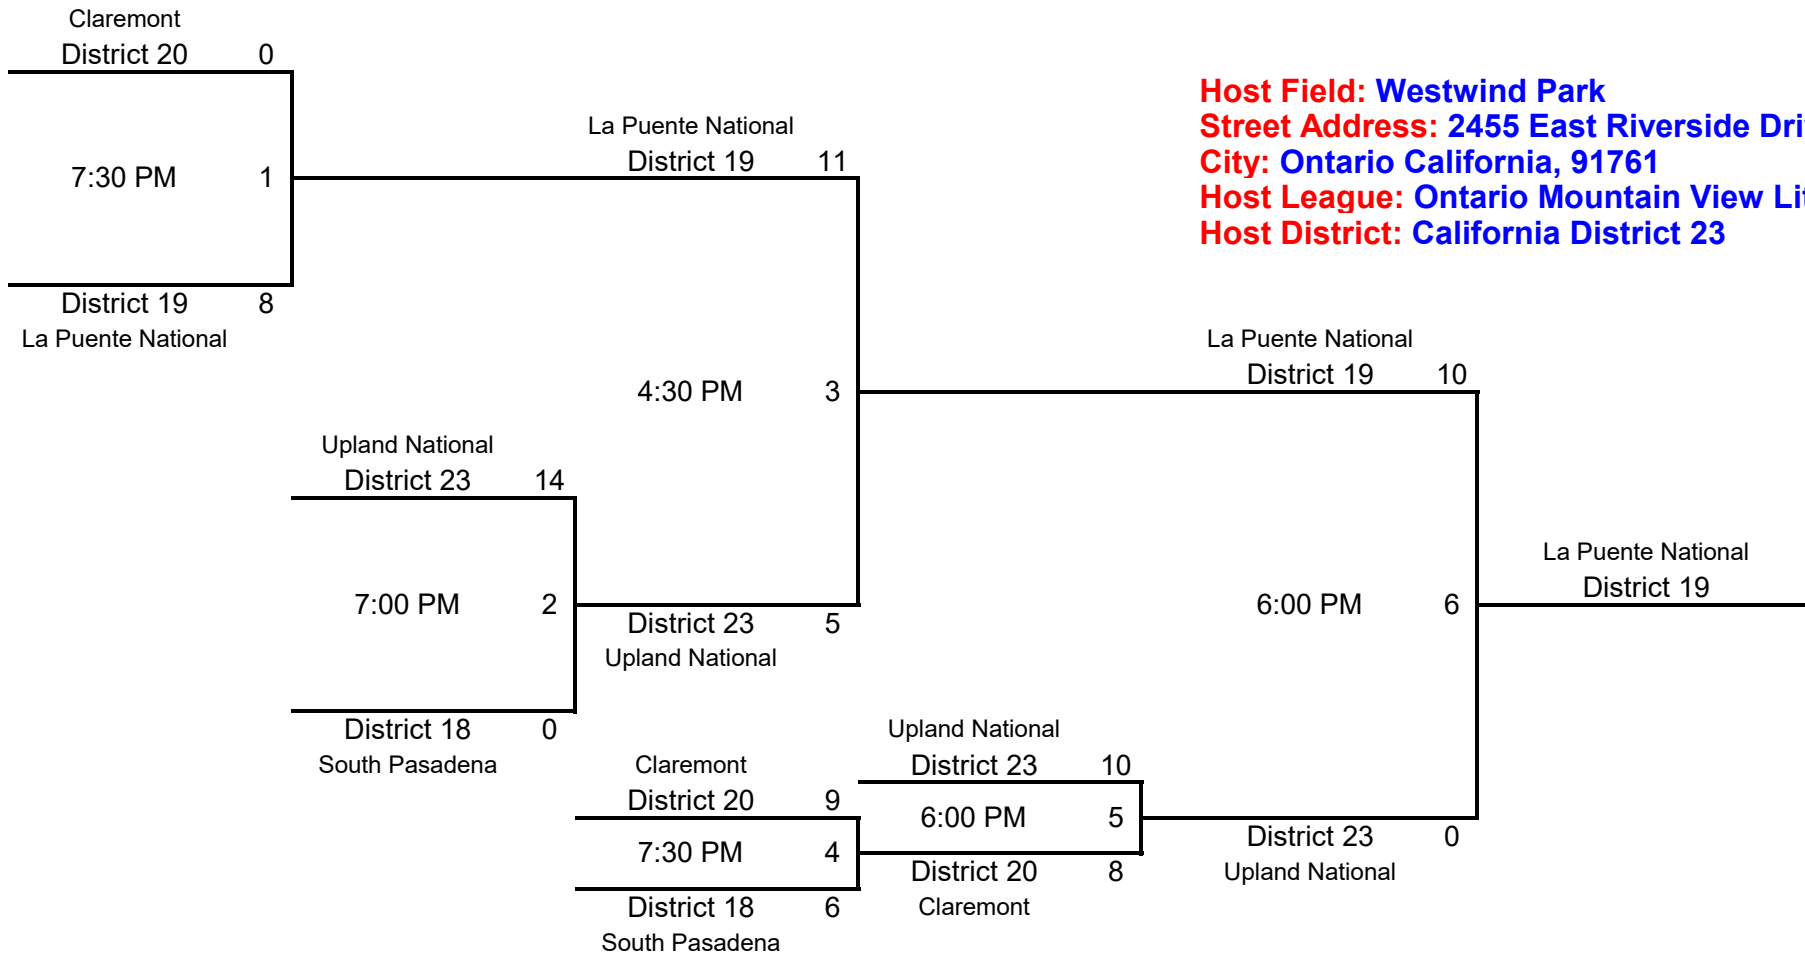 Claremont
District 20 0
7:30 PM 1
District 19 8
La Puente National
La Puente National
District 19 11
4:30 PM 3
Upland National
District 23 14
7:00 PM 2
District 18 0
South Pasadena
District 23 5
Upland National
Claremont
District 20 9
7:30 PM 4
District 18 6
South Pasadena
Upland National
District 23 10
6:00 PM 5
District 20 8
Claremont
Host Field: Westwind Park
Street Address: 2455 East Riverside
City: Ontario California, 91761
Host League: Ontario Mountain View
Host District: California District 23
La Puente National
District 19 10
6:00 PM 6
District 23 0
Upland National
La Puente National
District 19